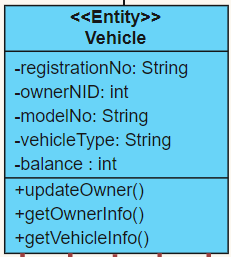 <<Entity>>
Vehicle
-registrationNo: String
-ownerNID: int
-modelNo: String
-vehicleType: String
-balance : int
+updateOwner()
+getOwnerInfo()
+getVehicleInfo()